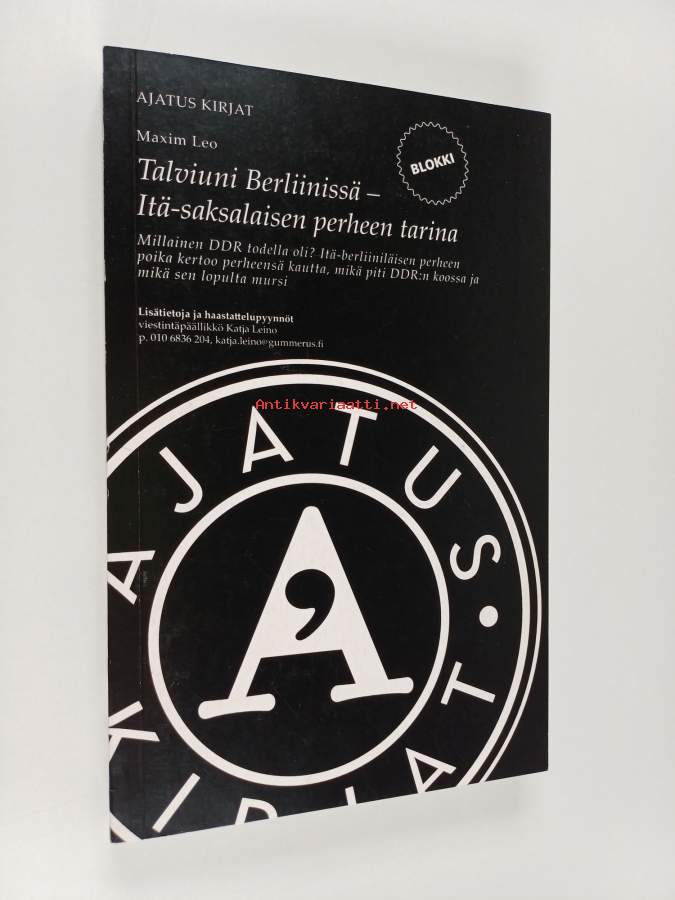 AJATUS KIRJAT
Maxim Leo
BLOKKI
Talviuni Berliinissä –
Itä-saksalaisen perheen tarina
Millainen DDR todella oli? Itä-berliiniläisen perheen
poika kertoo perheensä kautta, mikä piti DDR:n koossa ja
mikä sen lopulta mursi
Lisätietoja ja haastattelupyynnöt
viestintäpäällikkö Katja Leino
p. 010 6836 204, katja.leino@gummerus.fi
Antikvariaatti.net
AJATUS • KIRJAT
A,